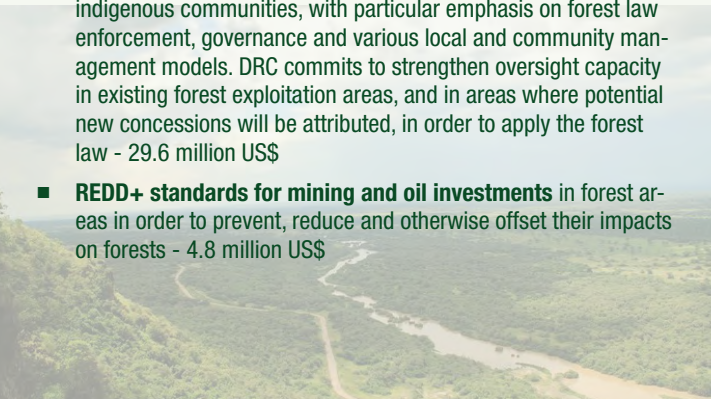 indigenous communities, with particular emphasis on forest law
enforcement, governance and various local and community man-
agement models. DRC commits to strengthen oversight capacity
in existing forest exploitation areas, and in areas where potential
new concessions will be attributed, in order to apply the forest
law - 29.6 million US$
■ REDD+ standards for mining and oil investments in forest ar-
eas in order to prevent, reduce and otherwise offset their impacts
on forests - 4.8 million US$